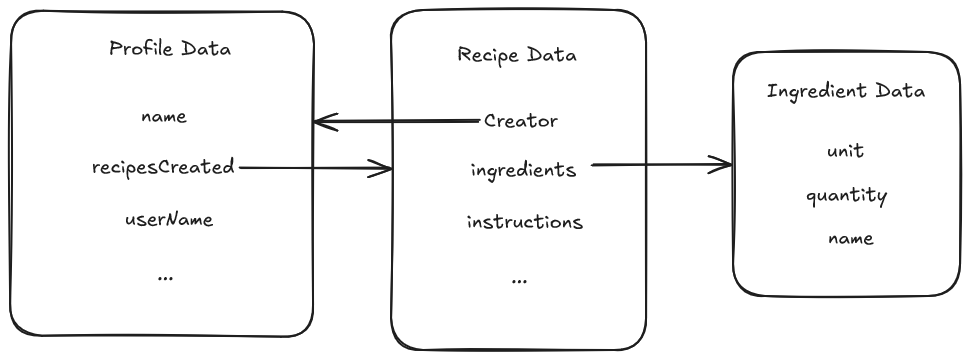 Profile Data
name
recipesCreated
userName
...
Recipe Data
Creator
ingredients
instructions
...
Ingredient Data
unit
quantity
name